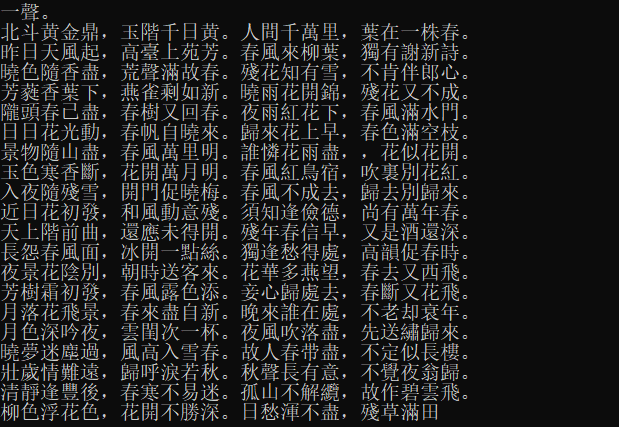 一聲。
北斗黃金鼎，玉階千日黃。人間千萬里，葉在一株春。
昨日天風起，高臺上苑芳。春風來柳葉，獨有謝新詩。
曉色隨香盡，荒聲滿故春。殘花知有雪，不肯伴郎心。
芳蕤香葉下，燕雀剩如新。曉雨花開錦，殘花又不成。
隴頭春已盡，春樹又回春。夜雨紅花下，春風滿水門。
日日花光動，春帆自曉來。歸來花上早，春色滿空枝。
景物隨山盡，春風萬里明。誰憐花雨盡，，花似花開。
玉色寒香斷，花開萬月明。春風紅鳥宿，吹裏別花紅。
入夜隨殘雪，開門促曉梅。春風不成去，歸去別歸來。
近日花初發，和風動意殘。須知逢儉德，尚有萬年春。
天上階前曲，還應未得開。殘年春信早，又是酒還深。
長怨春風面，冰開一點絲。獨逢愁得處，高韻促春時。
夜景花陰別，朝時送客來。花華多燕望，春去又西飛。
芳樹霜初發，春風露色添。妾心歸處去，春斷又花飛。
月落花飛景，春來盡自新。晚來誰在處，不老却衰年。
月色深吟夜，雲閨次一杯。夜風吹落盡，先送繡歸來。
曉夢迷塵過，風高入雪春。故人春带盡，不定似長樓。
壯歲情難遠，歸呼淚若秋。秋聲長有意，不覺夜翁歸。
清靜逢豐後，春寒不易迷。孤山不解纜，故作碧雲飛。
柳色浮花色，花開不勝深。日愁渾不盡，殘草滿田